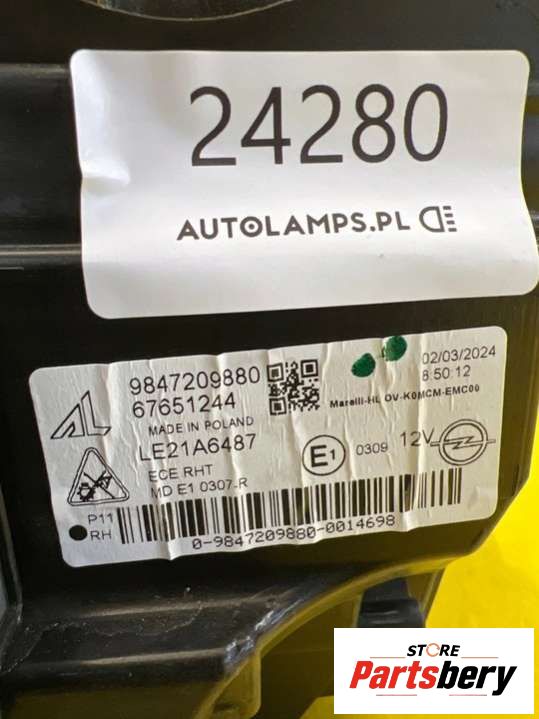 24280
AUTOLAMPS.PL
AL
9847209880
67651244
MADE IN POLAND
LE21A6487
ECE RHT
MD E1 0307-R
P11
RH
02/03/2024
8:50:12
Marelli-HL OV-K0MCM-EMC00
E1
0309
12V
0-9847209880-0014698
STORE
Partsbery